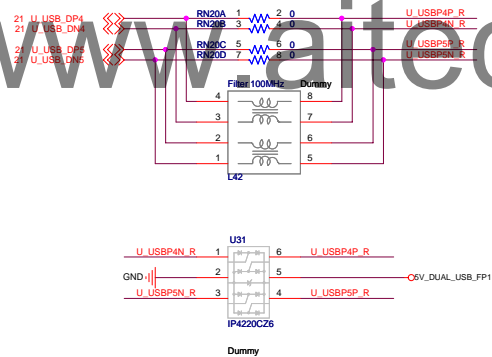 21 U_USB_DP4 RN20A 1 2 0 U_USBP4P_R
21 U_USB_DN4 RN20B 3 4 0 U_USBP4N_R
21 U_USB_DP5 RN20C 5 6 0 U_USBP5P_R
21 U_USB_DN5 RN20D 7 8 0 U_USBP5N_R
www.aitec
Filter 100MHz Dummy
4 8
3 7
2 6
1 5
L42
U31
U_USBP4N_R 1 6 U_USBP4P_R
GND 2 5 5V_DUAL_USB_FP1
U_USBP5N_R 3 4 U_USBP5P_R
IP4220CZ6
Dummy